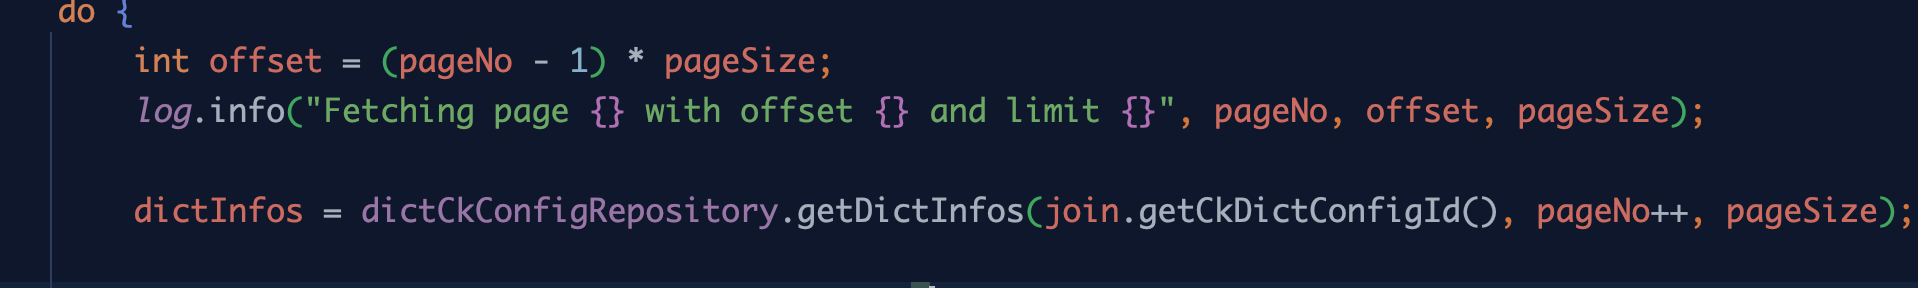 do {
int offset = (pageNo - 1) * pageSize;
log.info("Fetching page {} with offset {} and limit {}", pageNo, offset, pageSize);
dictInfos = dictCkConfigRepository.getDictInfos(join.getCkDictConfigId(), pageNo++, pageSize);